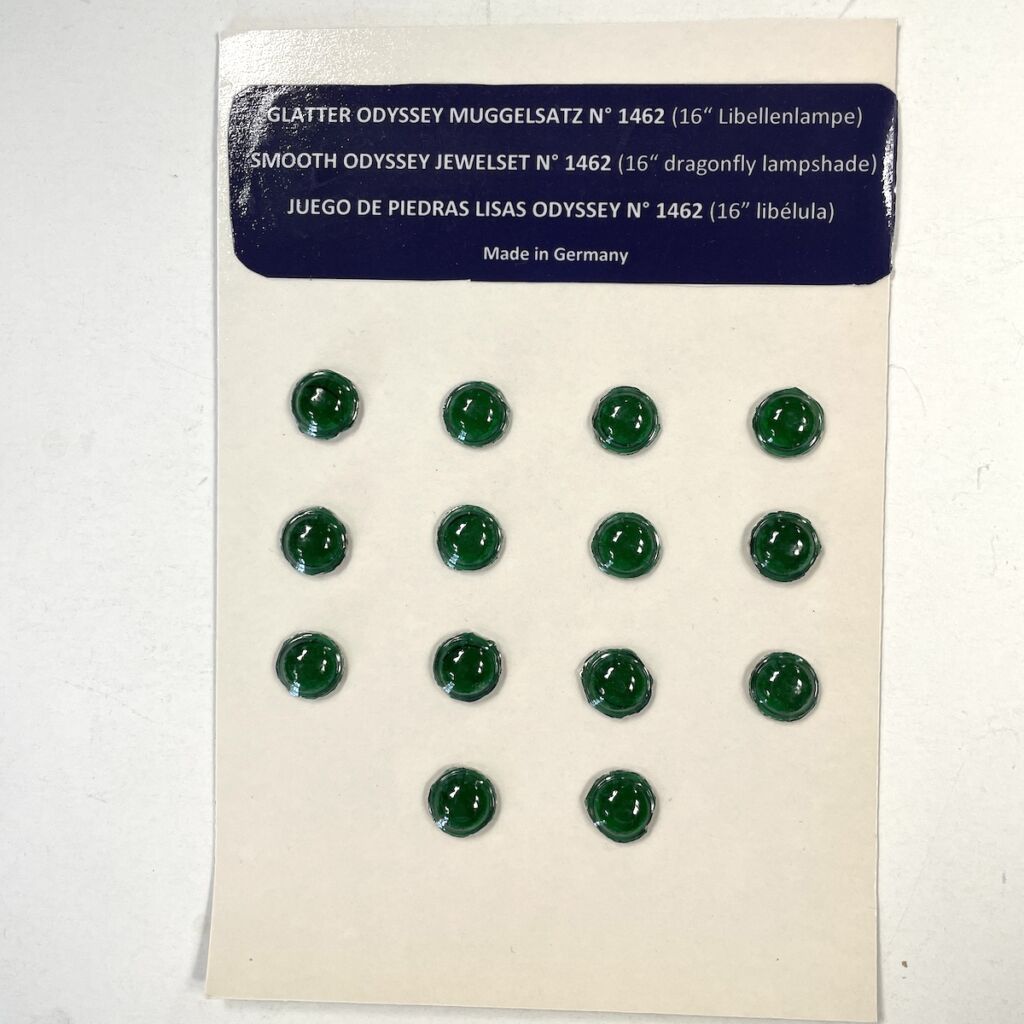 GLATTER ODYSSEY MUGGELSATZ N° 1462 (16“ Libellenlampe)
SMOOTH ODYSSEY JEWELSET N° 1462 (16“ dragonfly lampshade)
JUEGO DE PIEDRAS LISAS ODYSSEY N° 1462 (16” libélula)
Made in Germany